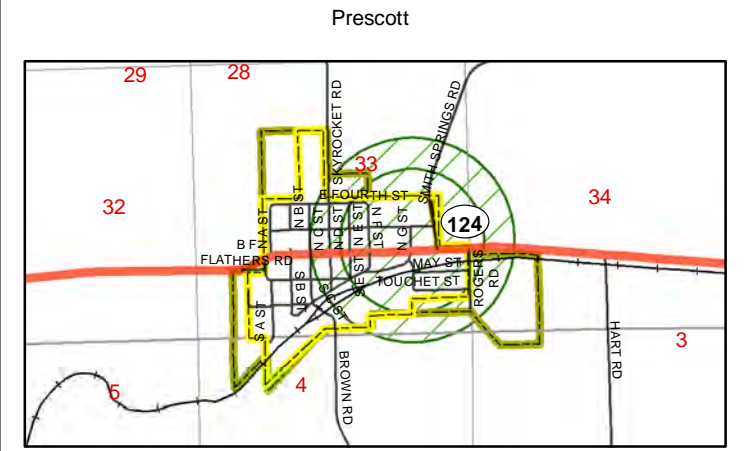 Prescott
29
28
33
32
34
124
SKYROCKET RD
SMITH SPRINGS RD
E FOURTH ST
N A ST
N B ST
N C ST
N D ST
N E ST
N F ST
N G ST
B F
FLATHERS RD
MAY ST
TOUCHET ST
ROGERS
RD
S A ST
S B S
S C ST
S E ST
BROWN RD
HART RD
3
4
5